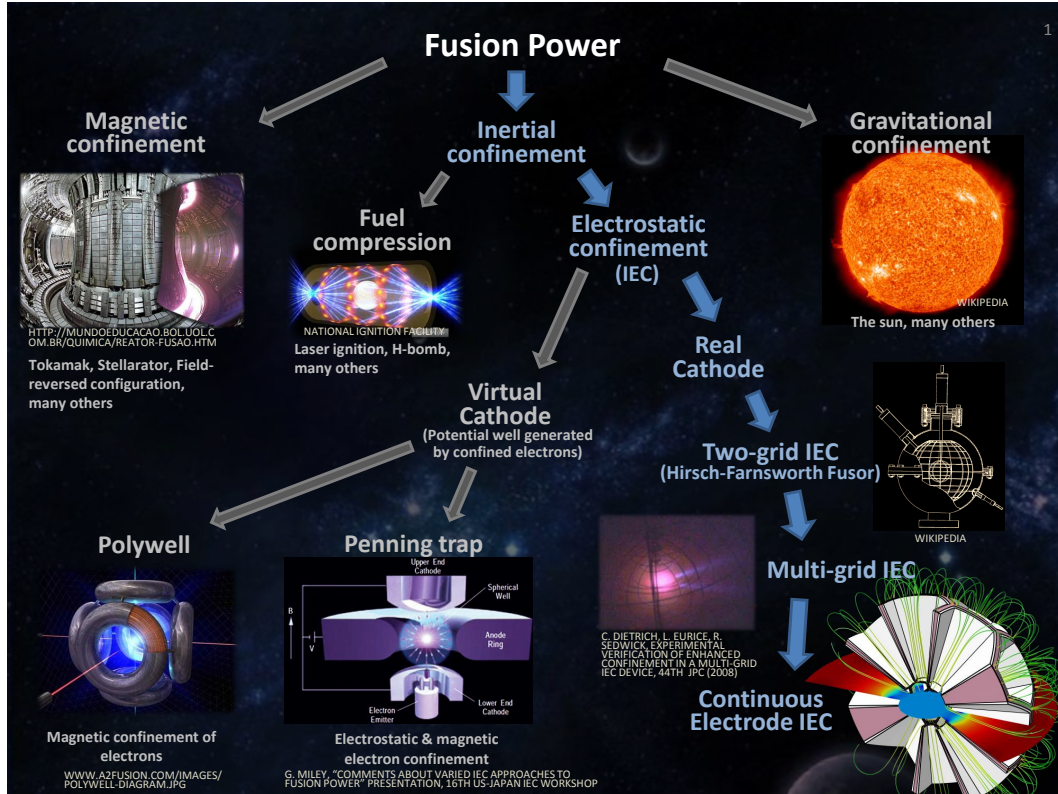 1
Fusion Power
Magnetic
confinement
Inertial
confinement
Gravitational
confinement
Fuel
compression
Electrostatic
confinement
(IEC)
WIKIPEDIA
The sun, many others
HTTP://MUNDOEDUCACAO.BOL.UOL.C
OM.BR/QUIMICA/REATOR-FUSAO.HTM
Tokamak, Stellarator, Field-
reversed configuration,
many others
NATIONAL IGNITION FACILITY
Laser ignition, H-bomb,
many others
Real
Cathode
Virtual
Cathode
(Potential well generated
by confined electrons)
Two-grid IEC
(Hirsch-Farnsworth Fusor)
WIKIPEDIA
Polywell
Penning trap
Upper End
Cathode
Spherical
Well
B
V
Anode
Ring
Electron
Emitter
Lower End
Cathode
Multi-grid IEC
C. DIETRICH, L. EURICE, R.
SEDWICK, EXPERIMENTAL
VERIFICATION OF ENHANCED
CONFINEMENT IN A MULTI-GRID
IEC DEVICE, 44TH JPC (2008)
Continuous
Electrode IEC
Magnetic confinement of
electrons
WWW.A2FUSION.COM/IMAGES/
POLYWELL-DIAGRAM.JPG
Electrostatic & magnetic
electron confinement
G. MILEY, "COMMENTS ABOUT VARIED IEC APPROACHES TO
FUSION POWER" PRESENTATION, 16TH US-JAPAN IEC WORKSHOP